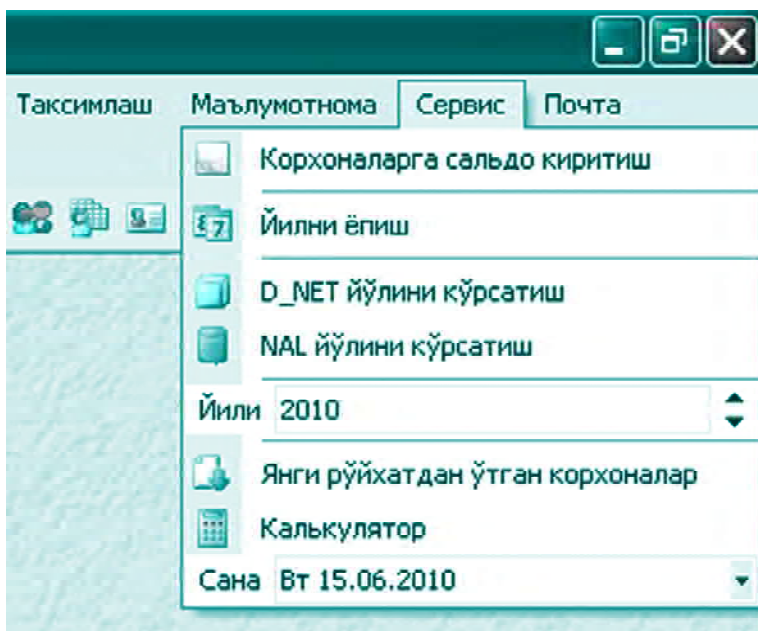 Таксимлаш Маълумотнома Сервис Почта
Корхоналарга сальдо киритиш
Йилни ёпиш
D_NET йўлини кўрсатиш
NAL йўлини кўрсатиш
Йили 2010
Янги рўйхатдан ўтган корхоналар
Калькулятор
Сана Вт 15.06.2010